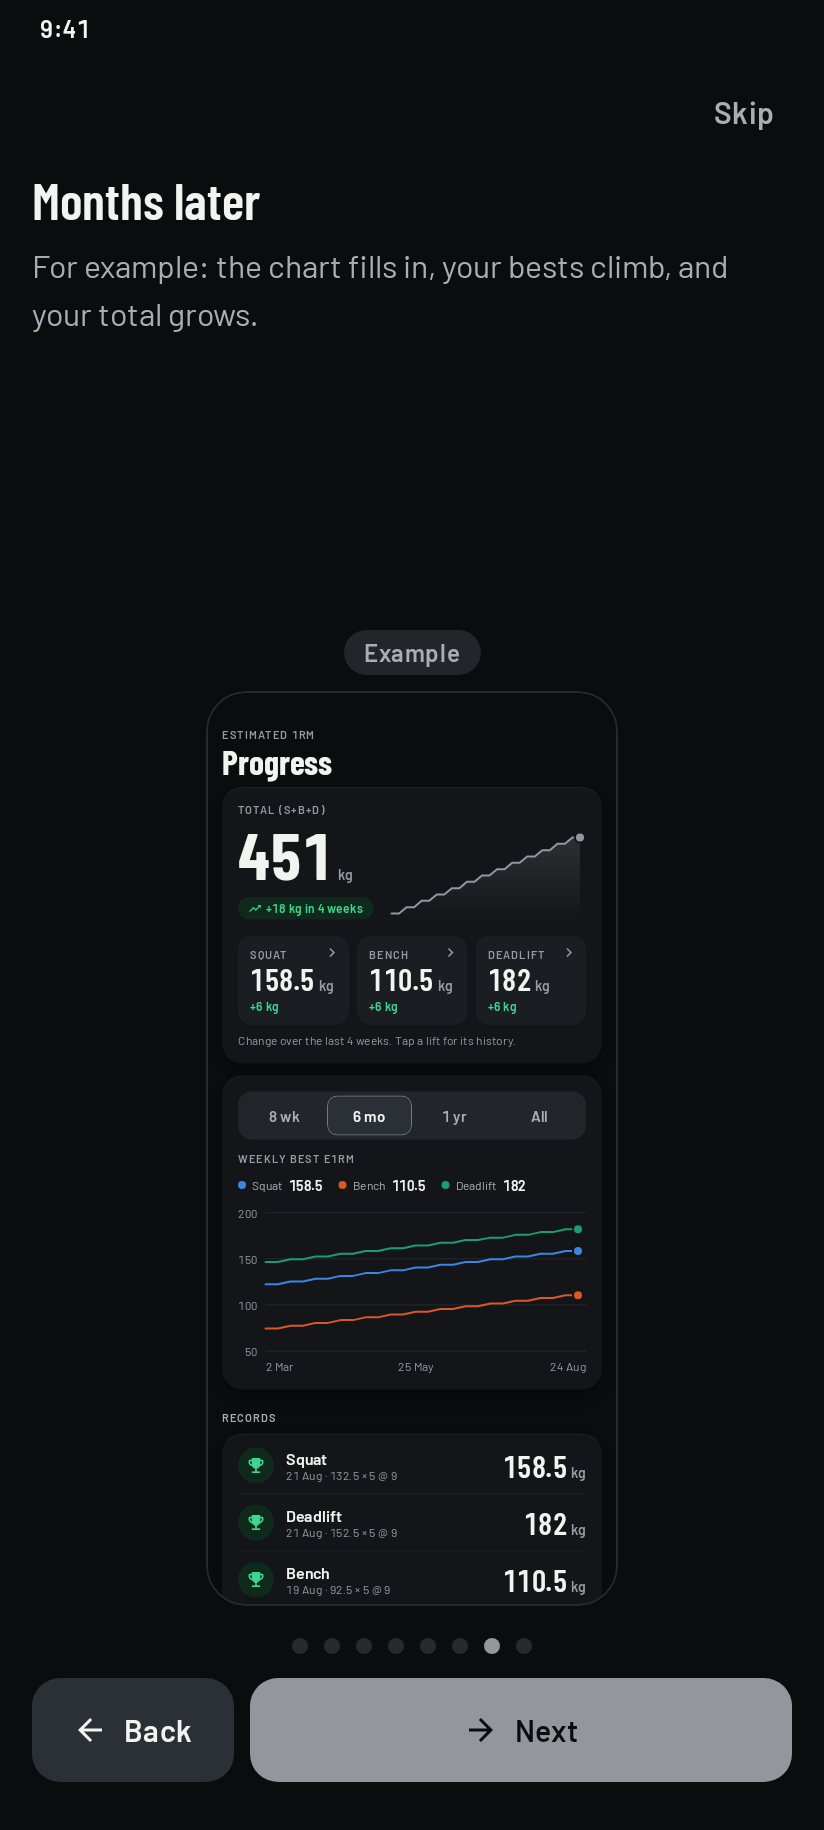 9:41
Skip
Months later
For example: the chart fills in, your bests climb, and
your total grows.
Example
ESTIMATED 1RM
Progress
TOTAL (S+B+D)
451 kg
+18 kg in 4 weeks
SQUAT BENCH DEADLIFT
158.5 kg 110.5 kg 182 kg
+6 kg +6 kg +6 kg
Change over the last 4 weeks. Tap a lift for its history.
8 wk 6 mo 1 yr All
WEEKLY BEST E1RM
Squat 158.5 Bench 110.5 Deadlift 182
200
150
100
50
2 Mar 25 May 24 Aug
RECORDS
Squat
21 Aug · 132.5 × 5 @ 9
158.5 kg
Deadlift
21 Aug · 152.5 × 5 @ 9
182 kg
Bench
19 Aug · 92.5 × 5 @ 9
110.5 kg
Back
Next